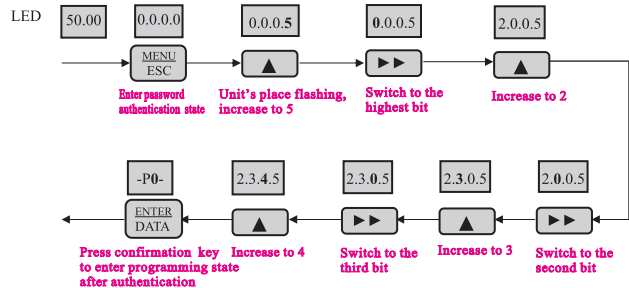 LED 50.00 0.0.0.0 0.0.0.5 0.0.0.5 2.0.0.5
MENU
ESC
▲ ►► ▲
Enter password
authentication state
Unit's place flashing,
increase to 5
Switch to the
highest bit
Increase to 2
-P0- 2.3.4.5 2.3.0.5 2.3.0.5 2.0.0.5
ENTER
DATA
▲ ►► ▲ ►►
Press confirmation key
to enter programming state
after authentication
Increase to 4
Switch to the
third bit
Increase to 3
Switch to the
second bit